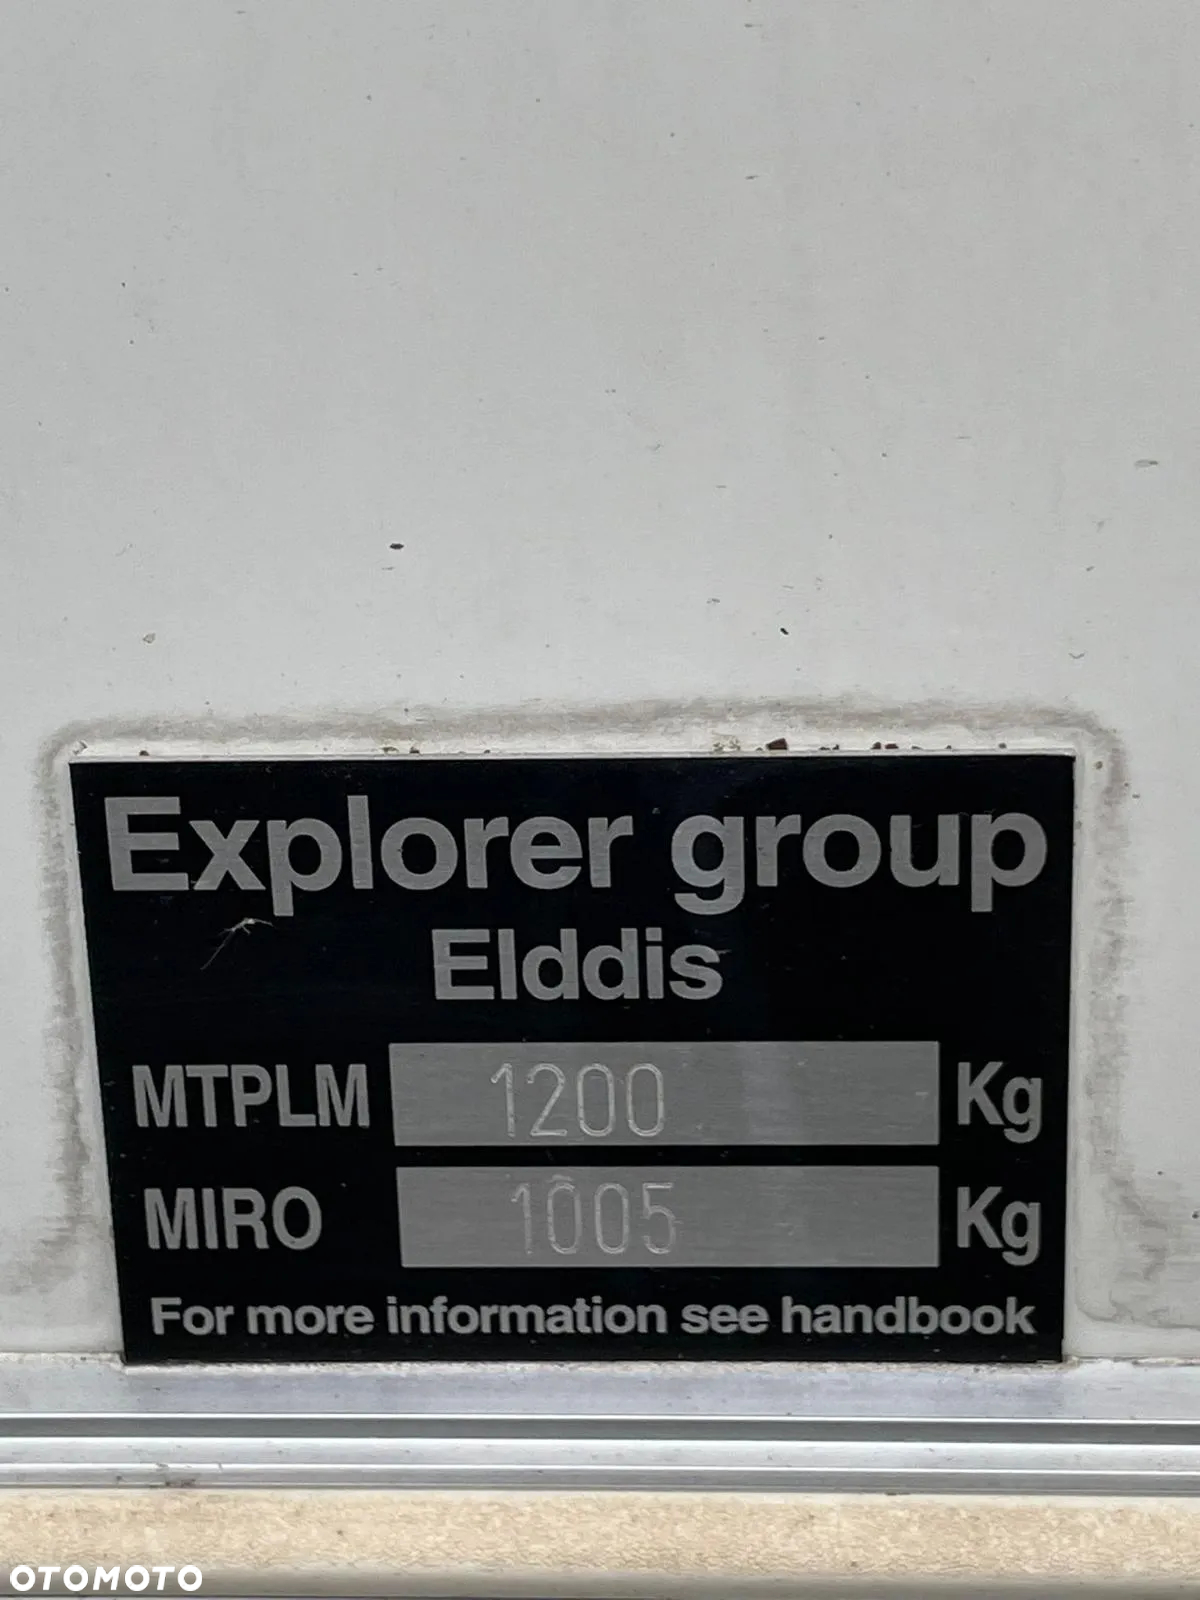 Explorer group
Elddis
MTPLM 1200 Kg
MIRO 1005 Kg
For more information see handbook
OTOMOTO